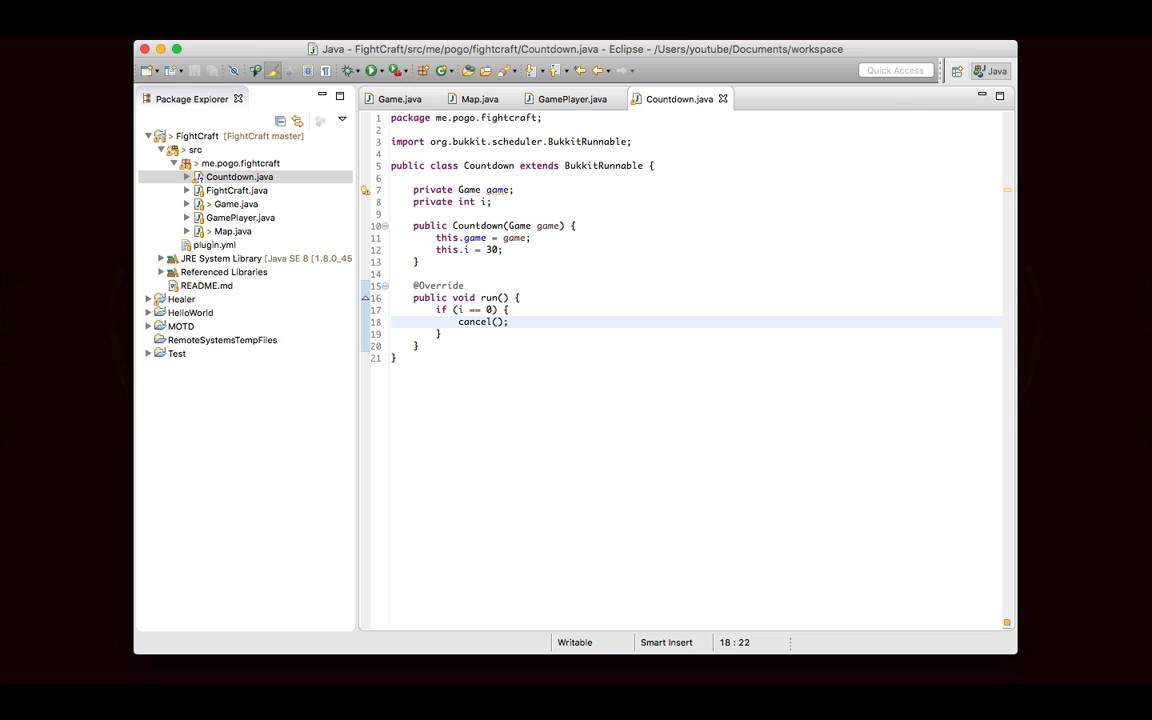 Java - FightCraft/src/me/pogo/fightcraft/Countdown.java - Eclipse - /Users/youtube/Documents/workspace
Quick Access
Java
Package Explorer
Game.java
Map.java
GamePlayer.java
Countdown.java
> FightCraft [FightCraft master]
> src
> me.pogo.fightcraft
Countdown.java
FightCraft.java
> Game.java
GamePlayer.java
> Map.java
plugin.yml
JRE System Library [Java SE 8 [1.8.0_45
Referenced Libraries
README.md
Healer
HelloWorld
MOTD
RemoteSystemsTempFiles
Test
1 package me.pogo.fightcraft;
2
3 import org.bukkit.scheduler.BukkitRunnable;
4
5 public class Countdown extends BukkitRunnable {
6
7 private Game game;
8 private int i;
9
10 public Countdown(Game game) {
11 this.game = game;
12 this.i = 30;
13 }
14
15 @Override
16 public void run() {
17 if (i == 0) {
18 cancel();
19 }
20 }
21 }
Writable
Smart Insert
18 : 22